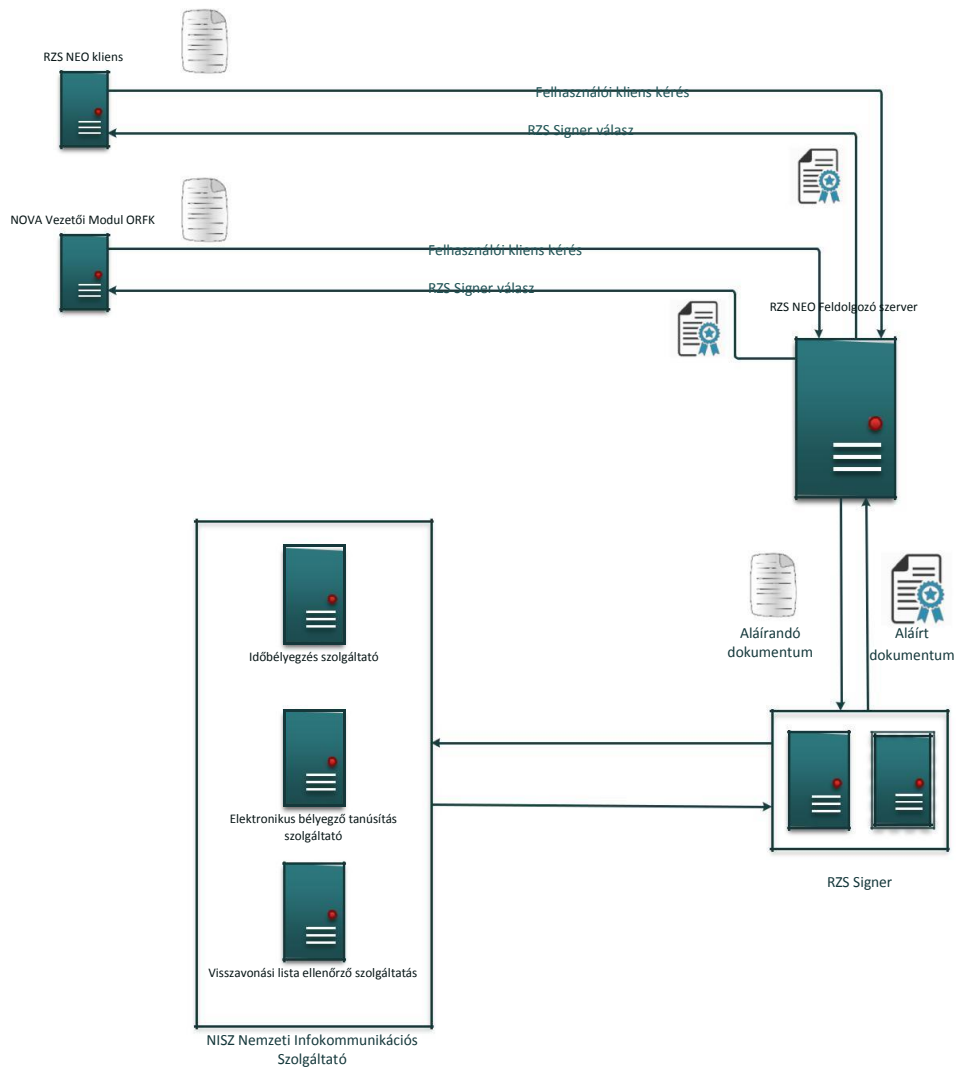 RZS NEO kliens
Felhasználói kliens kérés
RZS Signer válasz
NOVA Vezetői Modul ORFK
Felhasználói kliens kérés
RZS Signer válasz
RZS NEO Feldolgozó szerver
Aláírandó
dokumentum
Aláírt
dokumentum
Időbélyegzés szolgáltató
Elektronikus bélyegző tanúsítás
szolgáltató
Visszavonási lista ellenőrző szolgáltatás
RZS Signer
NISZ Nemzeti Infokommunikációs
Szolgáltató